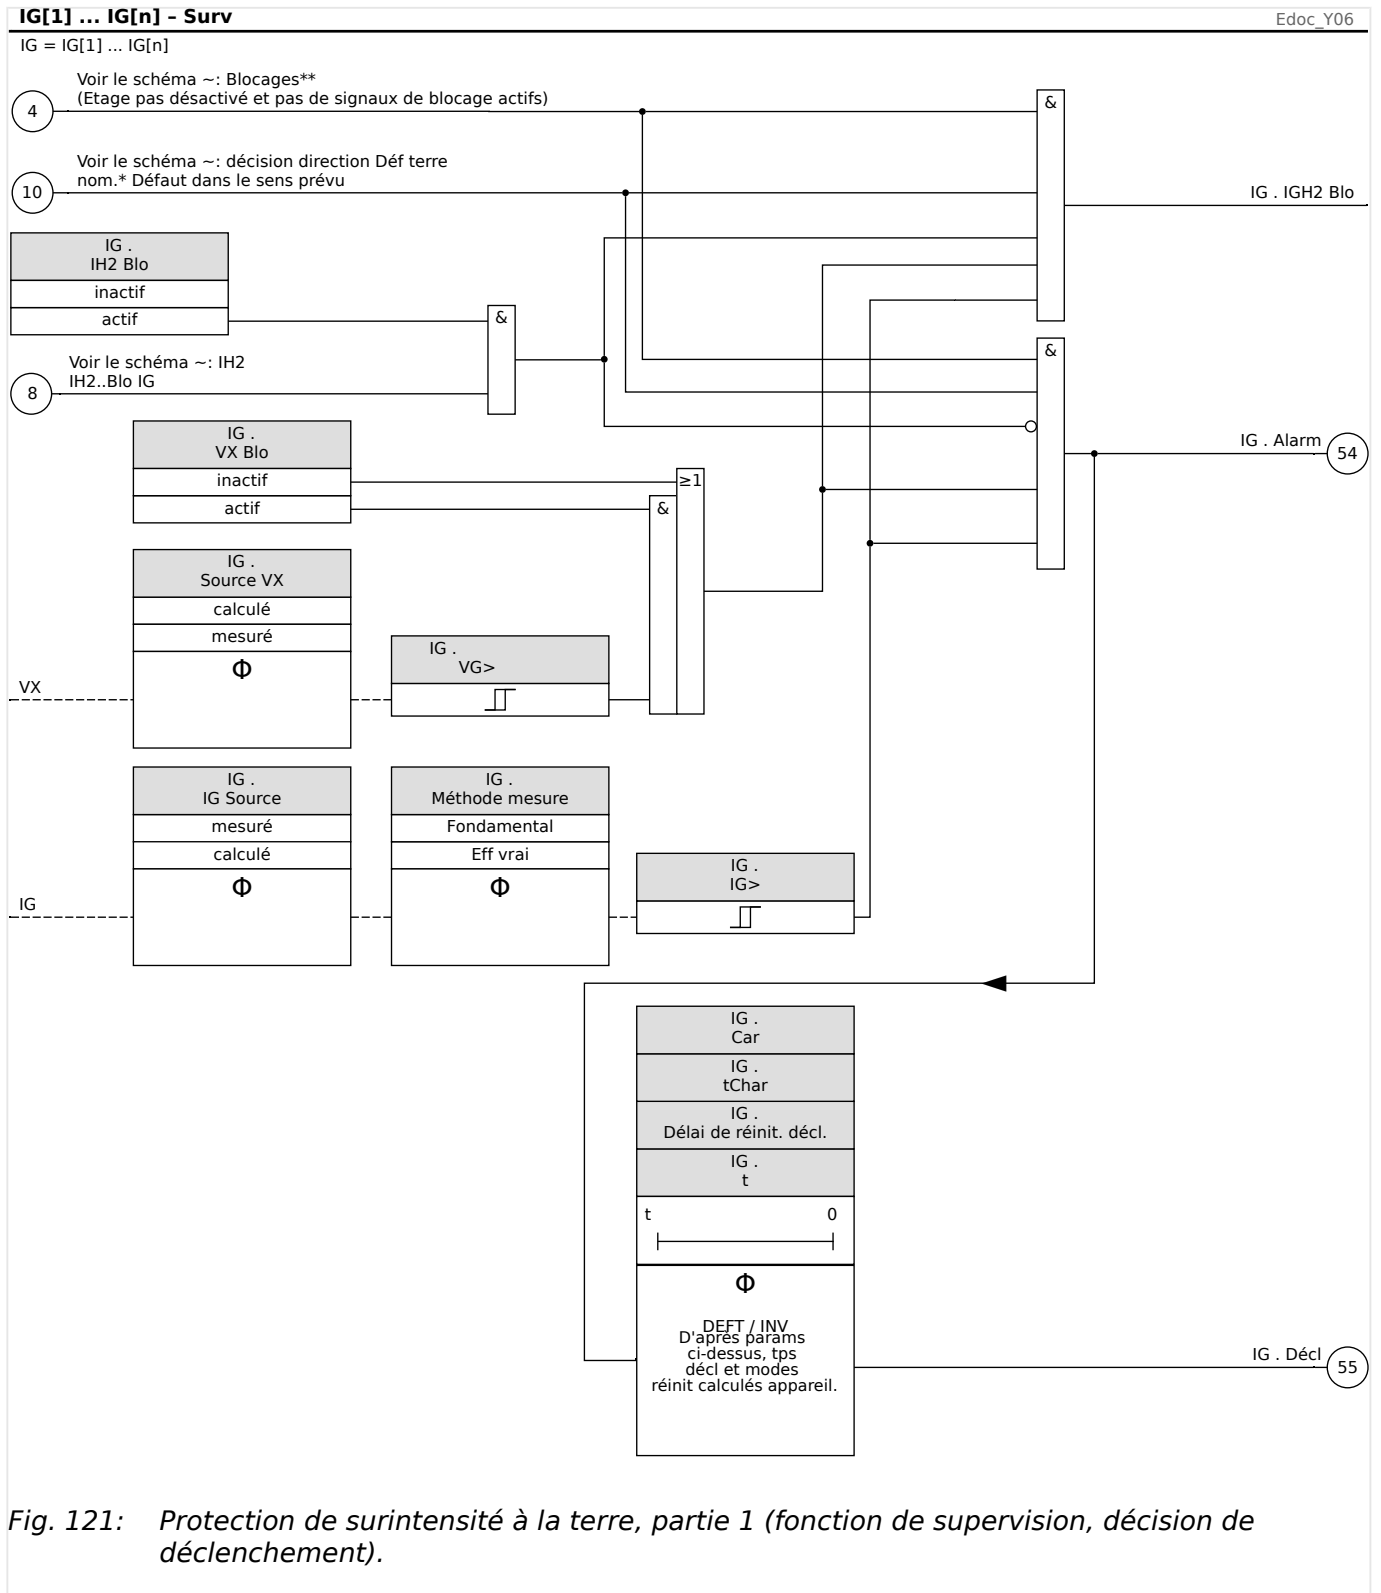 IG[1] ... IG[n] – Surv
Edoc_Y06
IG = IG[1] ... IG[n]
Voir le schéma ~: Blocages**
(Etage pas désactivé et pas de signaux de blocage actifs)
4
&
Voir le schéma ~: décision direction Déf terre
nom.* Défaut dans le sens prévu
10
IG . IGH2 Blo
IG .
IH2 Blo
inactif
actif
&
&
Voir le schéma ~: IH2
IH2..Blo IG
8
IG .
VX Blo
inactif
actif
≥1
&
IG . Alarm
54
IG .
Source VX
calculé
mesuré
Φ
VX
IG .
VG>
IG .
IG Source
mesuré
calculé
Φ
IG
IG .
Méthode mesure
Fondamental
Eff vrai
Φ
IG .
IG>
IG .
Car
IG .
tChar
IG .
Délai de réinit. décl.
IG .
t
t 0
Φ
DEFT / INV
D'après params
ci-dessus, tps
décl et modes
réinit calculés appareil.
IG . Décl
55
Fig. 121: Protection de surintensité à la terre, partie 1 (fonction de supervision, décision de
déclenchement).